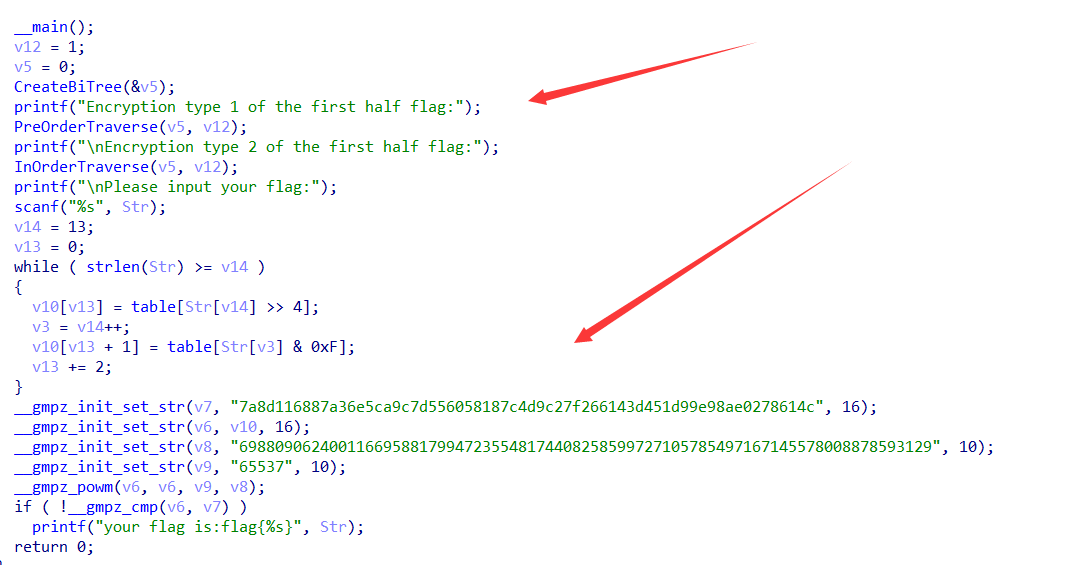 __main();
v12 = 1;
v5 = 0;
CreateBiTree(&v5);
printf("Encryption type 1 of the first half flag:");
PreOrderTraverse(v5, v12);
printf("\nEncryption type 2 of the first half flag:");
InOrderTraverse(v5, v12);
printf("\nPlease input your flag:");
scanf("%s", Str);
v14 = 13;
v13 = 0;
while ( strlen(Str) >= v14 )
{
v10[v13] = table[Str[v14] >> 4];
v3 = v14++;
v10[v13 + 1] = table[Str[v3] & 0xF];
v13 += 2;
}
__gmpz_init_set_str(v7, "7a8d116887a36e5ca9c7d556058187c4d9c27f266143d451d99e98ae0278614c", 16);
__gmpz_init_set_str(v6, v10, 16);
__gmpz_init_set_str(v8, "69880906240011669588179947235548174408258599727105785497167145578008878593129", 10);
__gmpz_init_set_str(v9, "65537", 10);
__gmpz_powm(v6, v6, v9, v8);
if ( !__gmpz_cmp(v6, v7) )
printf("your flag is:flag{%s}", Str);
return 0;